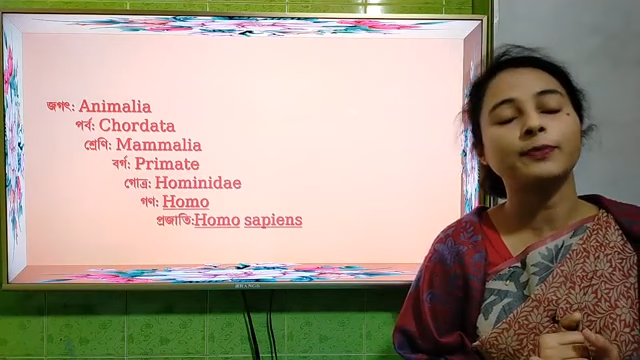 জগৎ: Animalia
পর্ব: Chordata
শ্রেণি: Mammalia
বর্গ: Primate
গোত্র: Hominidae
গণ: Homo
প্রজাতি:Homo sapiens